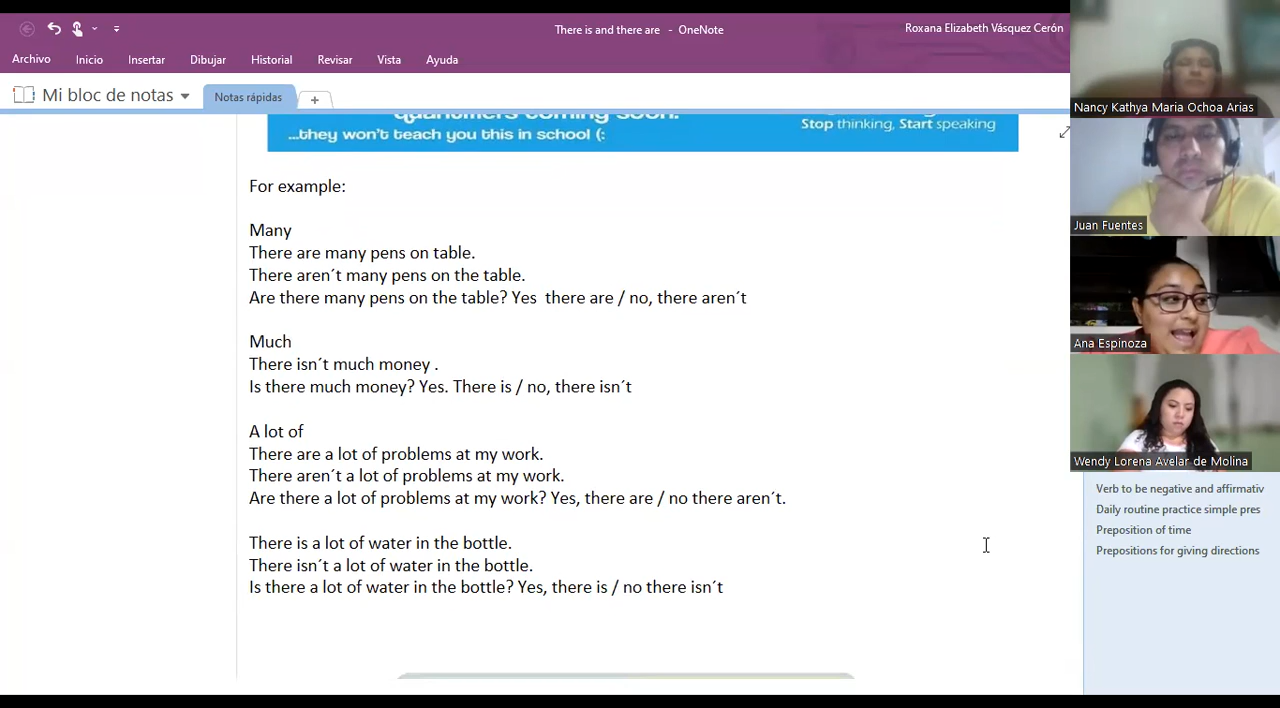 There is and there are - OneNote
Roxana Elizabeth Vásquez Cerón
Archivo Inicio Insertar Dibujar Historial Revisar Vista Ayuda
Mi bloc de notas Notas rápidas +
quantifiers coming soon!
...they won't teach you this in school (:
Stop thinking, Start speaking
For example:
Many
There are many pens on table.
There aren´t many pens on the table.
Are there many pens on the table? Yes there are / no, there aren´t
Much
There isn´t much money .
Is there much money? Yes. There is / no, there isn´t
A lot of
There are a lot of problems at my work.
There aren´t a lot of problems at my work.
Are there a lot of problems at my work? Yes, there are / no there aren´t.
There is a lot of water in the bottle.
There isn´t a lot of water in the bottle.
Is there a lot of water in the bottle? Yes, there is / no there isn´t
Nancy Kathya Maria Ochoa Arias
Juan Fuentes
Ana Espinoza
Wendy Lorena Avelar de Molina
Verb to be negative and affirmativ
Daily routine practice simple pres
Preposition of time
Prepositions for giving directions